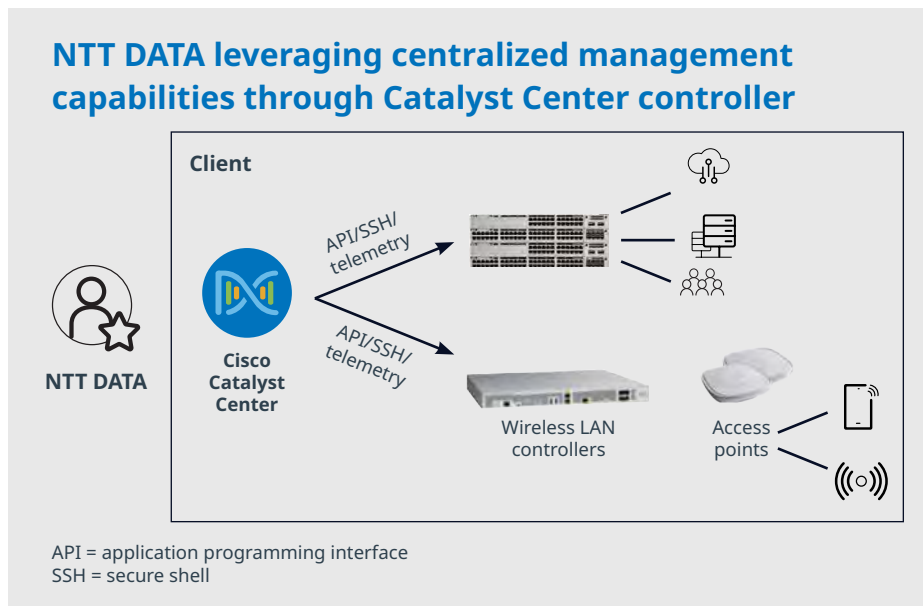 NTT DATA leveraging centralized management
capabilities through Catalyst Center controller
Client
API/SSH/
telemetry
API/SSH/
telemetry
NTT DATA
Cisco
Catalyst
Center
Wireless LAN
controllers
Access
points
API = application programming interface
SSH = secure shell